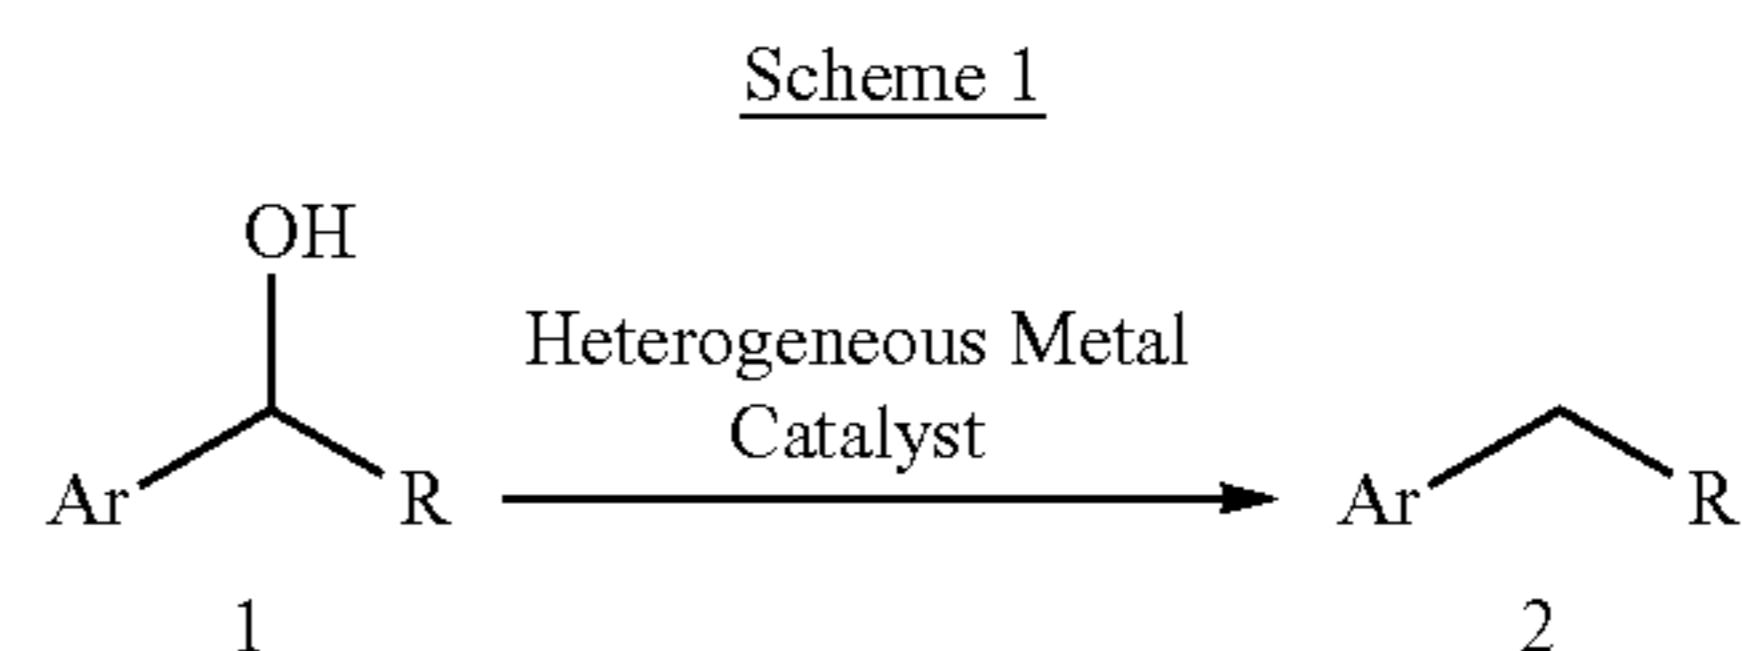 Scheme 1
OH
Heterogeneous Metal
Catalyst
Ar R Ar R
1 2